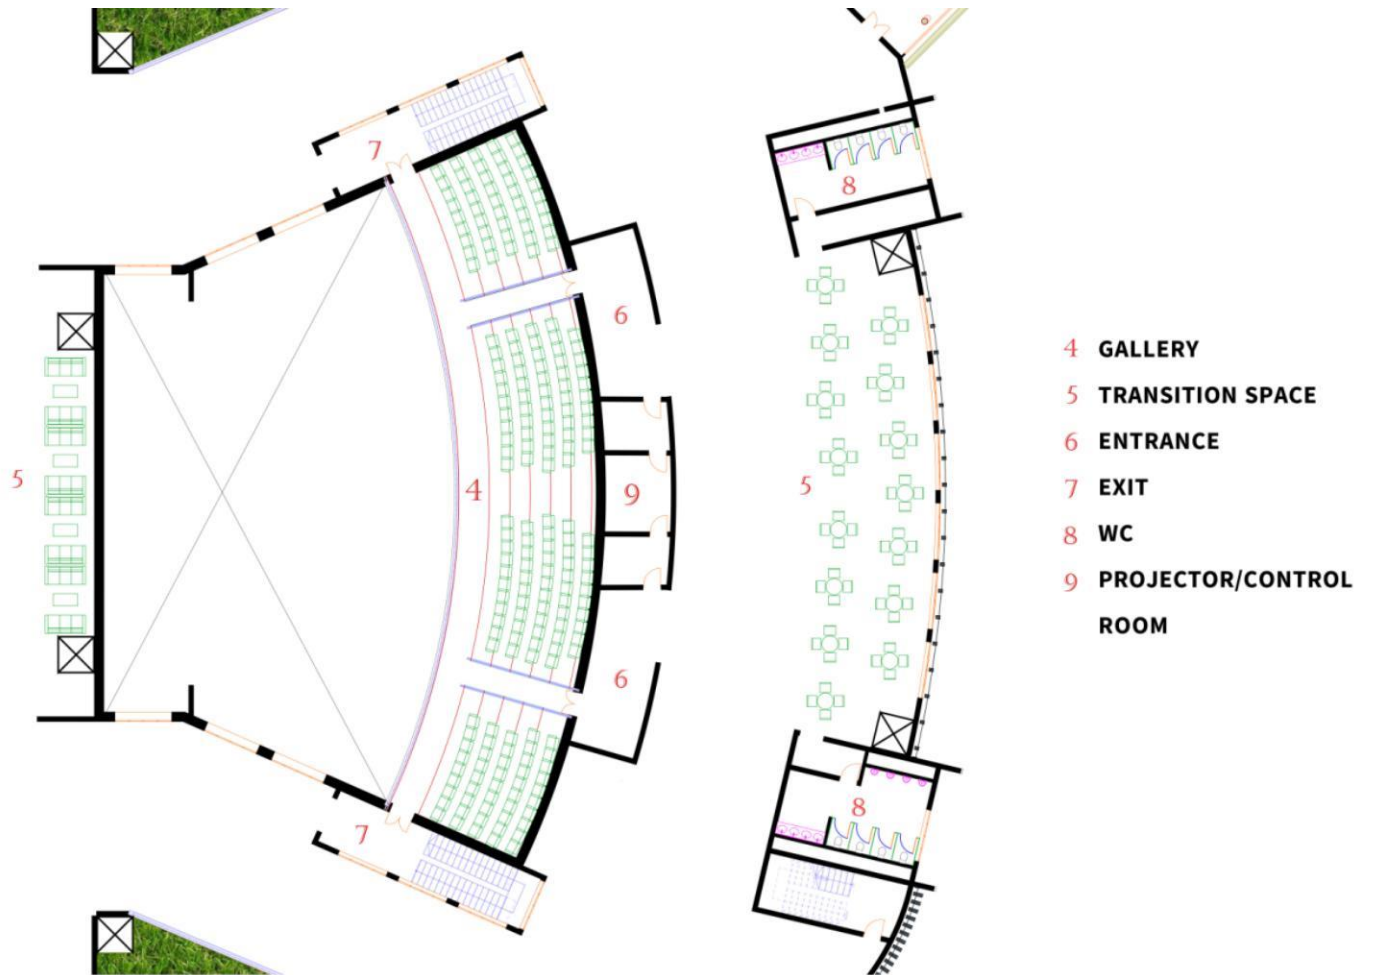 7
8
6
5
5
4
9
6
8
7
4 GALLERY
5 TRANSITION SPACE
6 ENTRANCE
7 EXIT
8 WC
9 PROJECTOR/CONTROL
ROOM